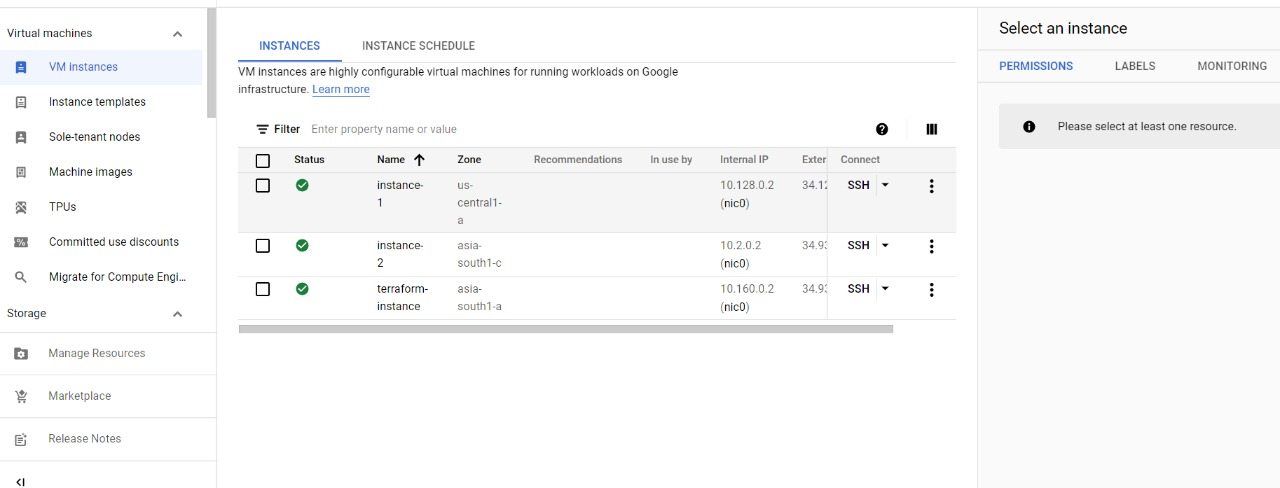 Virtual machines
VM instances
Instance templates
Sole-tenant nodes
Machine images
TPUs
Committed use discounts
Migrate for Compute Engi...
Storage
Manage Resources
Marketplace
Release Notes
INSTANCES INSTANCE SCHEDULE
VM instances are highly configurable virtual machines for running workloads on Google
infrastructure. Learn more
Filter Enter property name or value
Status Name Zone Recommendations In use by Internal IP Exter Connect
instance- us- 10.128.0.2 34.12 SSH
1 central1- (nic0)
a
instance- asia- 10.2.0.2 34.93 SSH
2 south1-c (nic0)
terraform- asia- 10.160.0.2 34.93 SSH
instance south1-a (nic0)
Select an instance
PERMISSIONS LABELS MONITORING
Please select at least one resource.